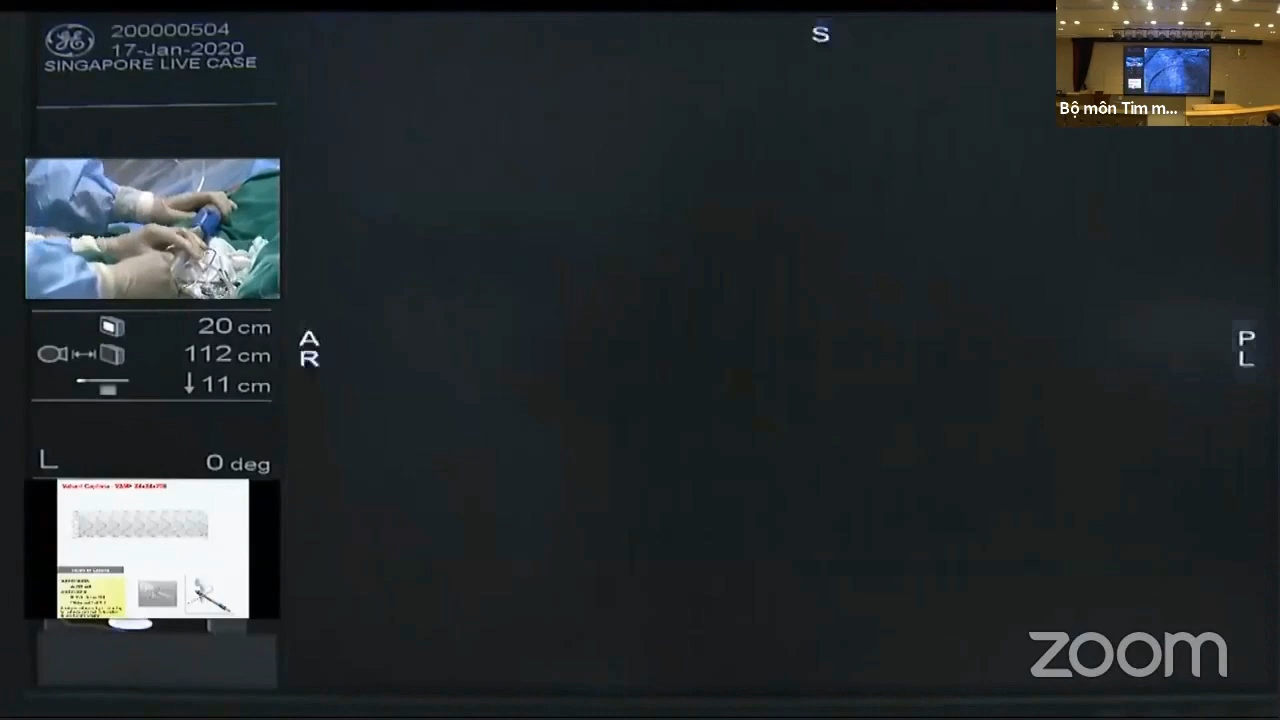 200000504
17-Jan-2020
SINGAPORE LIVE CASE
S
Bộ môn Tim m...
20 cm
112 cm
↓11 cm
A
R
P
L
L 0 deg
zoom